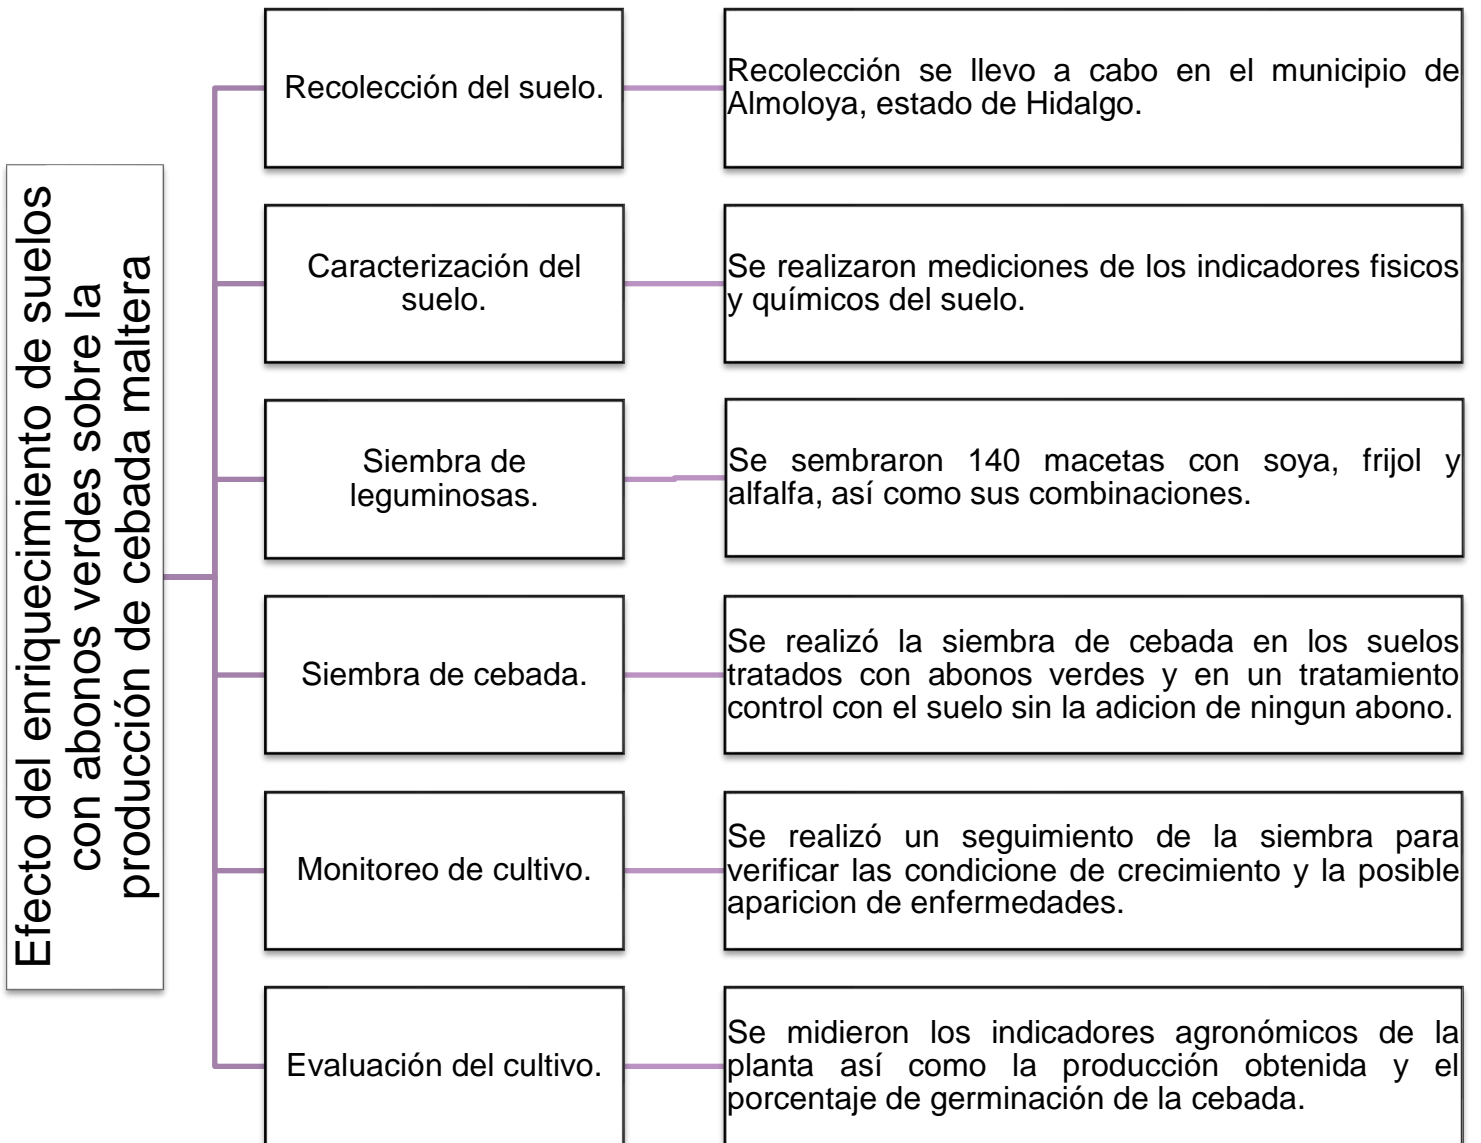 Efecto del enriquecimiento de suelos
con abonos verdes sobre la
producción de cebada maltera
Recolección del suelo.
Recolección se llevo a cabo en el municipio de
Almoloya, estado de Hidalgo.
Caracterización del
suelo.
Se realizaron mediciones de los indicadores fisicos
y químicos del suelo.
Siembra de
leguminosas.
Se sembraron 140 macetas con soya, frijol y
alfalfa, así como sus combinaciones.
Siembra de cebada.
Se realizó la siembra de cebada en los suelos
tratados con abonos verdes y en un tratamiento
control con el suelo sin la adicion de ningun abono.
Monitoreo de cultivo.
Se realizó un seguimiento de la siembra para
verificar las condicione de crecimiento y la posible
aparicion de enfermedades.
Evaluación del cultivo.
Se midieron los indicadores agronómicos de la
planta así como la producción obtenida y el
porcentaje de germinación de la cebada.